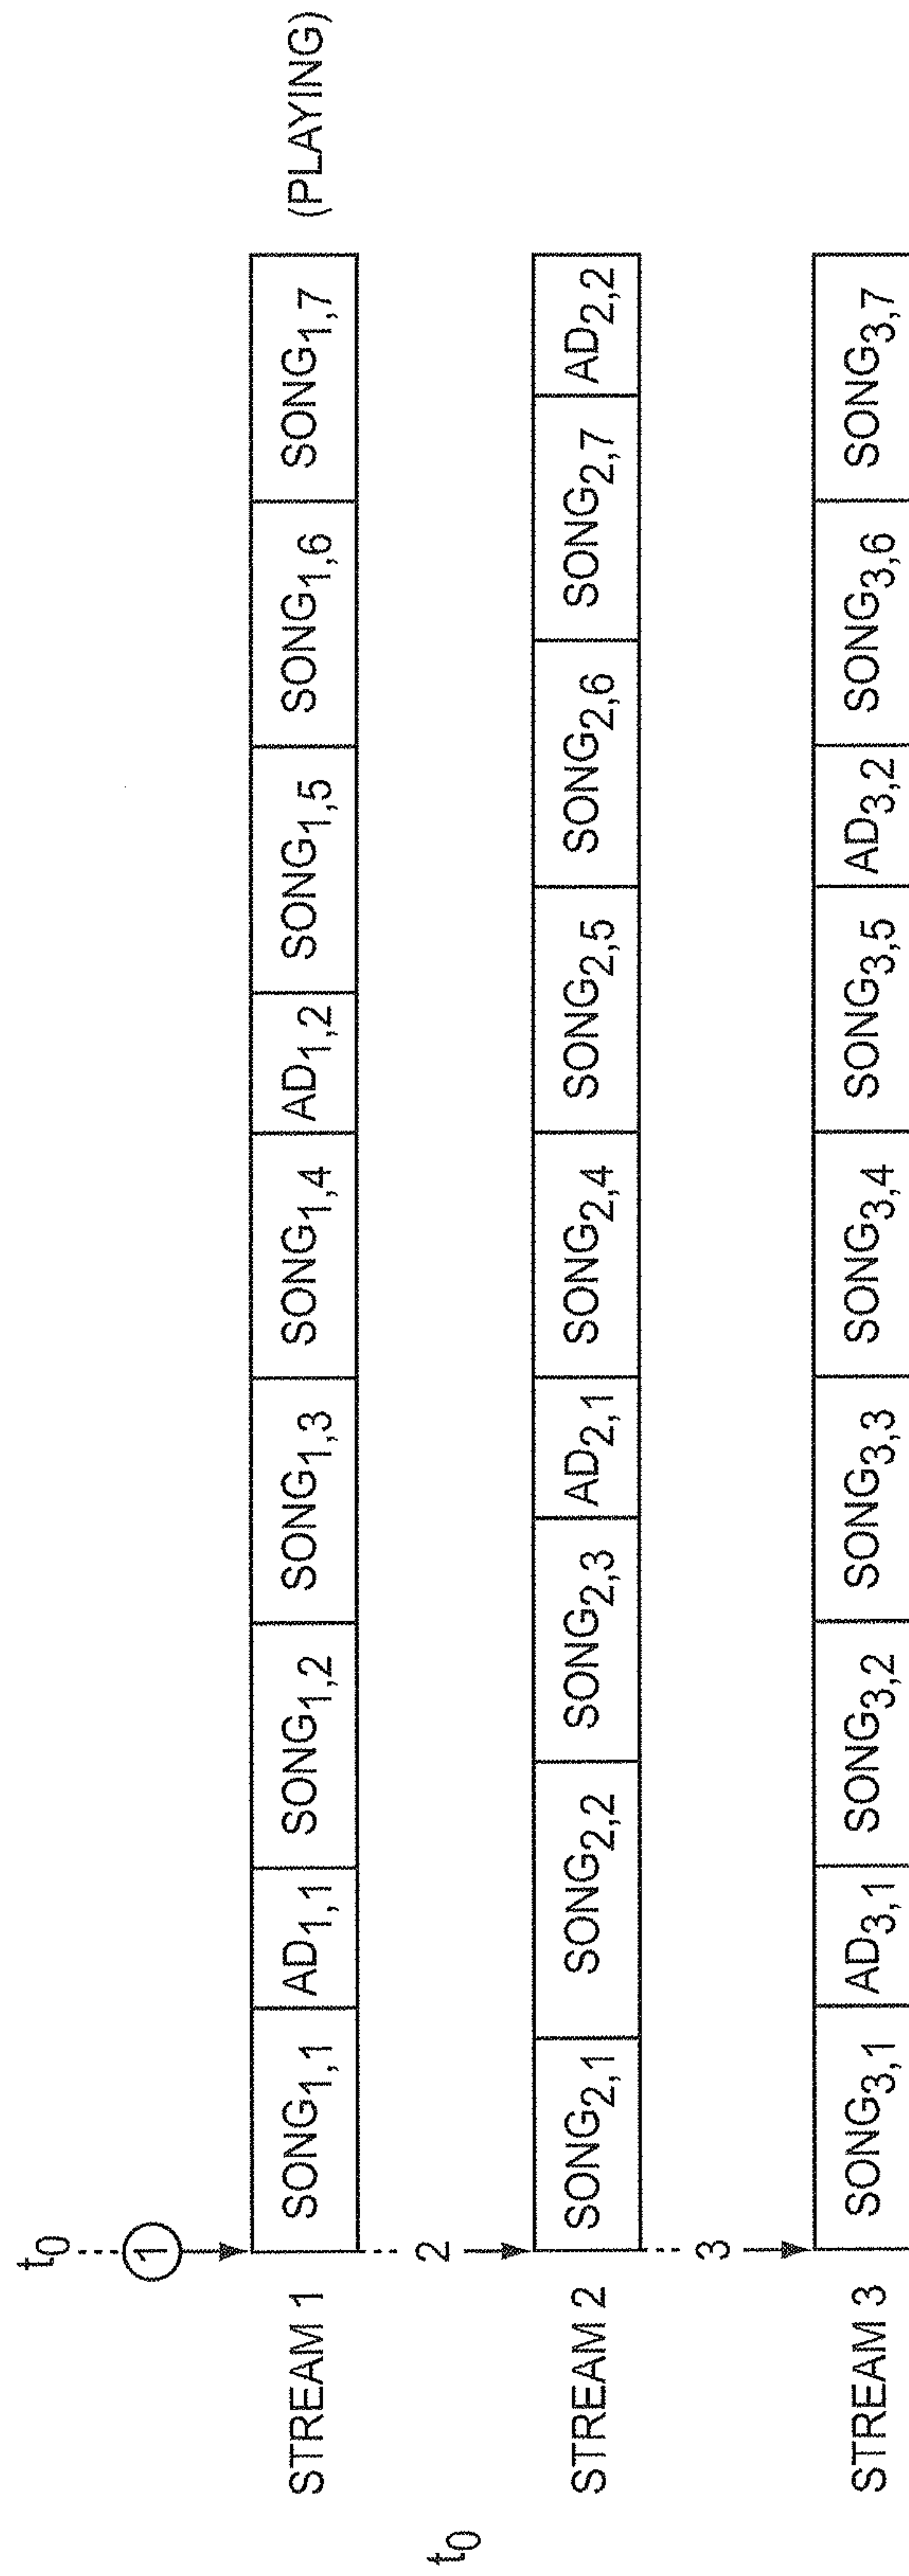 t0
1
STREAM 1 SONG1,1 AD1,1 SONG1,2 SONG1,3 SONG1,4 AD1,2 SONG1,5 SONG1,6 SONG1,7 (PLAYING)
2
t0
STREAM 2 SONG2,1 SONG2,2 SONG2,3 AD2,1 SONG2,4 SONG2,5 SONG2,6 SONG2,7 AD2,2
3
STREAM 3 SONG3,1 AD3,1 SONG3,2 SONG3,3 SONG3,4 SONG3,5 AD3,2 SONG3,6 SONG3,7